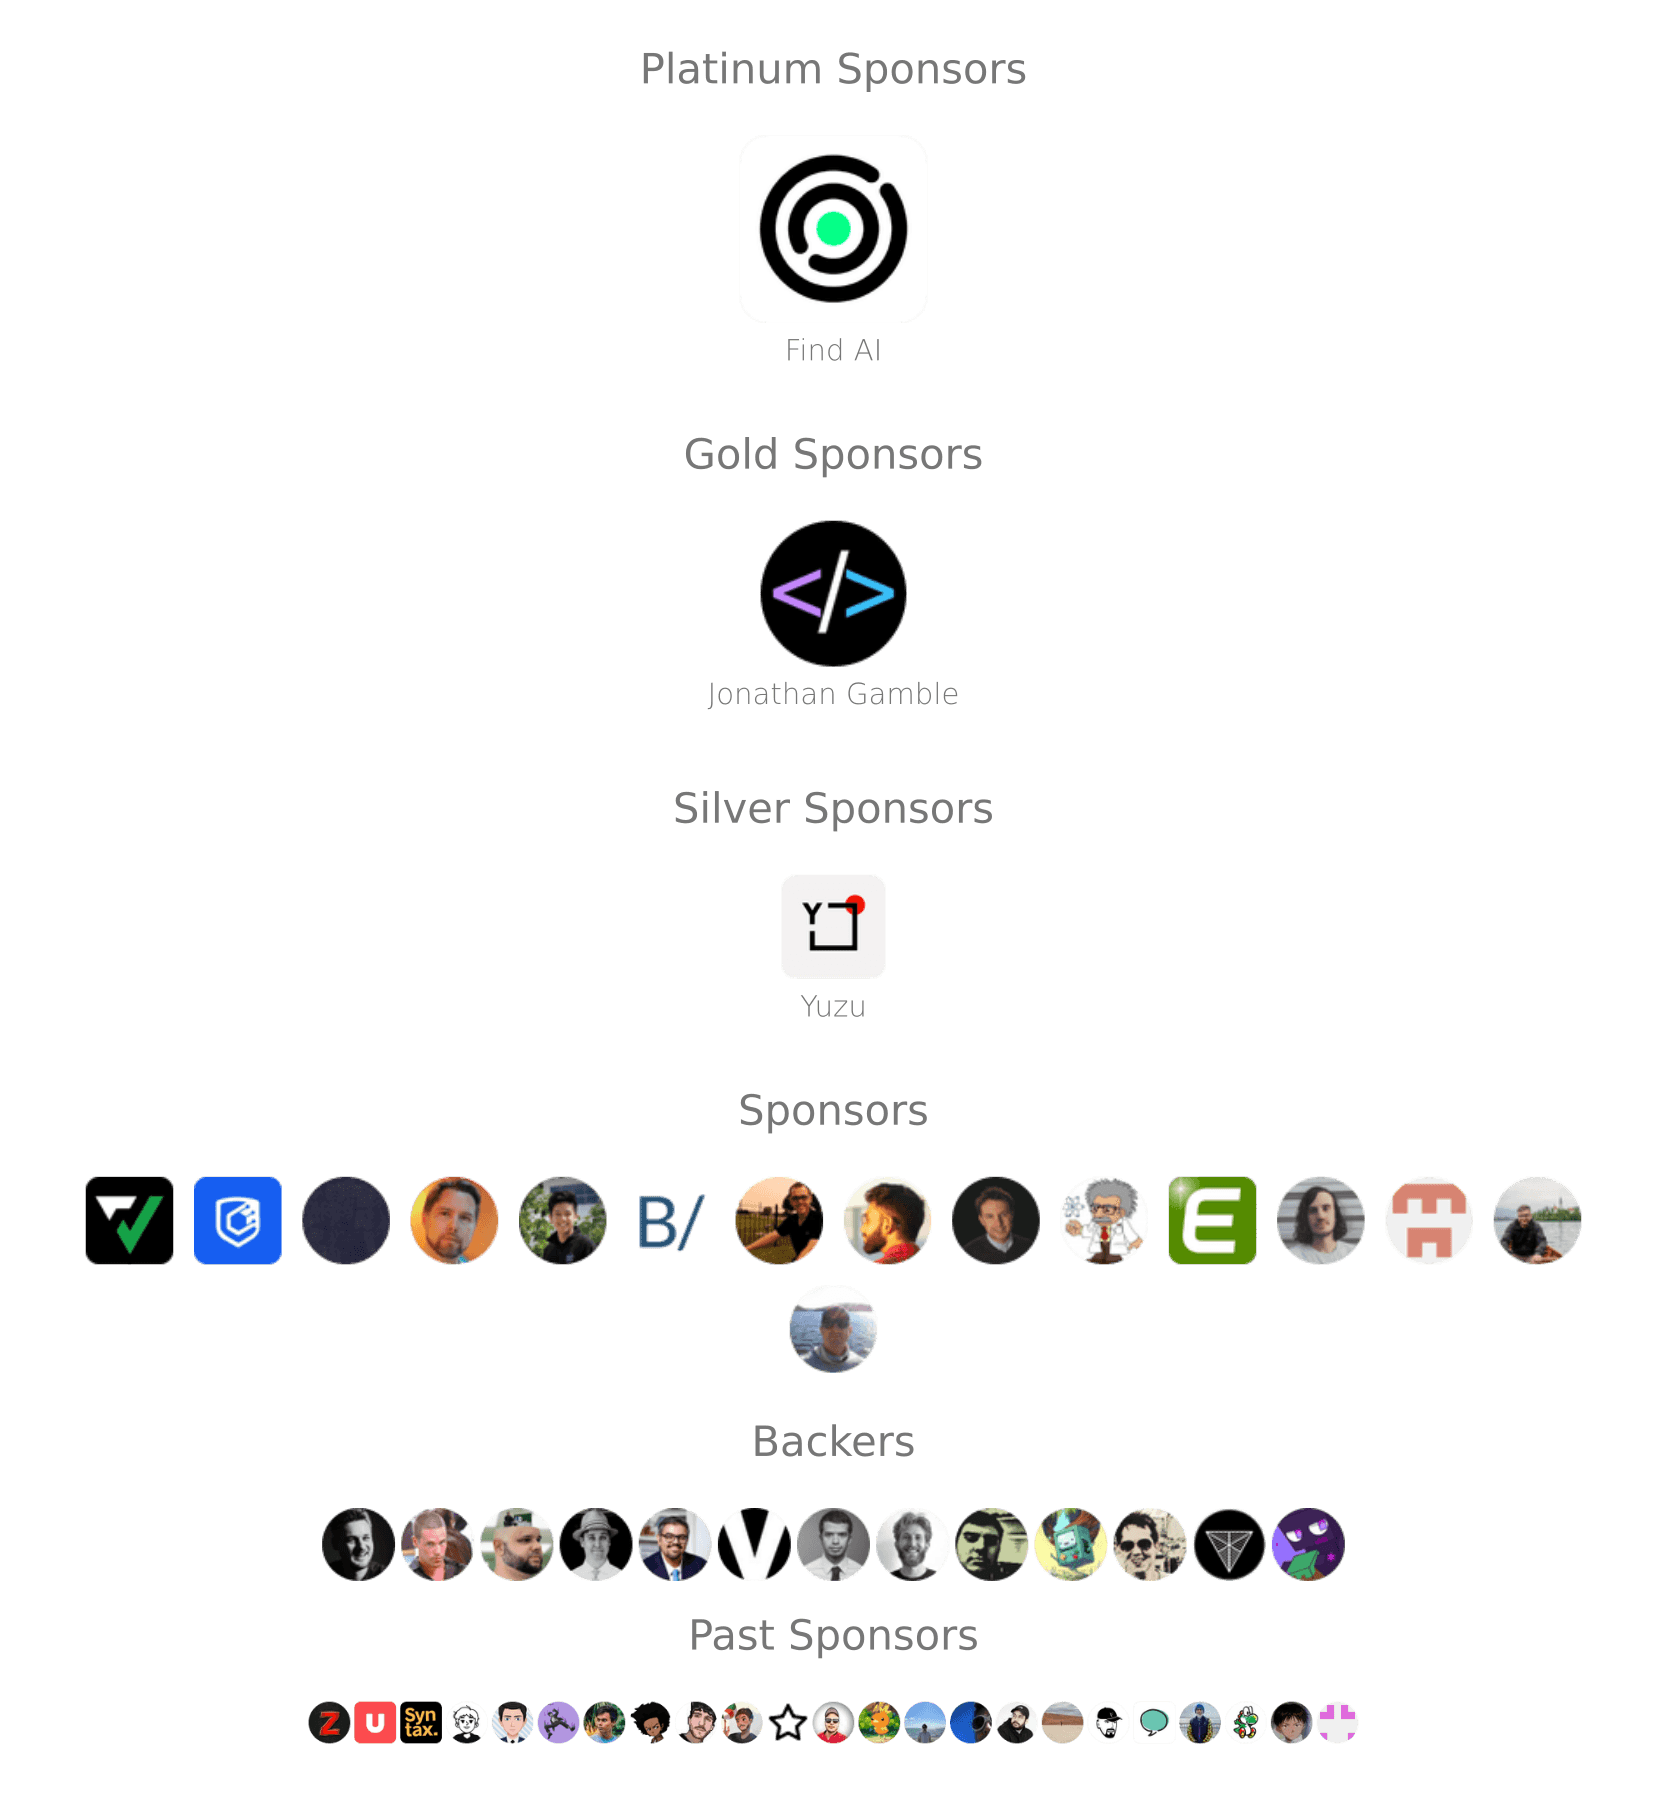 Platinum Sponsors
Find AI
Gold Sponsors
</>
Jonathan Gamble
Silver Sponsors
Y
Yuzu
Sponsors
B/
E
Backers
V
Past Sponsors
Z
U
Syn
tax.